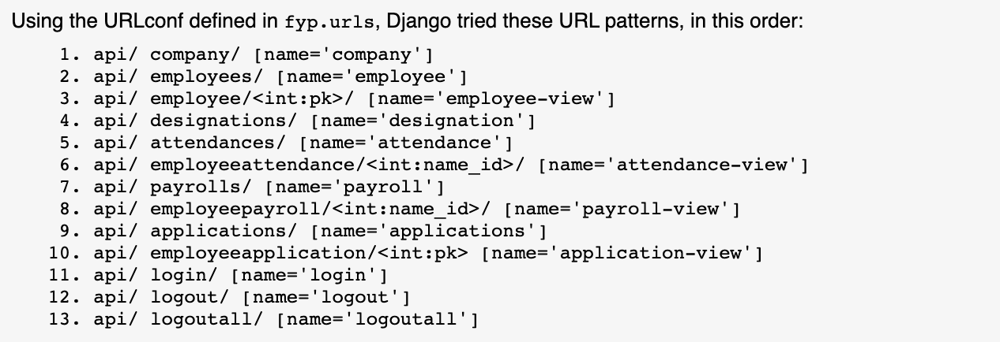 Using the URLconf defined in fyp.urls, Django tried these URL patterns, in this order:
1. api/ company/ [name='company']
2. api/ employees/ [name='employee']
3. api/ employee/<int:pk>/ [name='employee-view']
4. api/ designations/ [name='designation']
5. api/ attendances/ [name='attendance']
6. api/ employeeattendance/<int:name_id>/ [name='attendance-view']
7. api/ payrolls/ [name='payroll']
8. api/ employeepayroll/<int:name_id>/ [name='payroll-view']
9. api/ applications/ [name='applications']
10. api/ employeeapplication/<int:pk> [name='application-view']
11. api/ login/ [name='login']
12. api/ logout/ [name='logout']
13. api/ logoutall/ [name='logoutall']